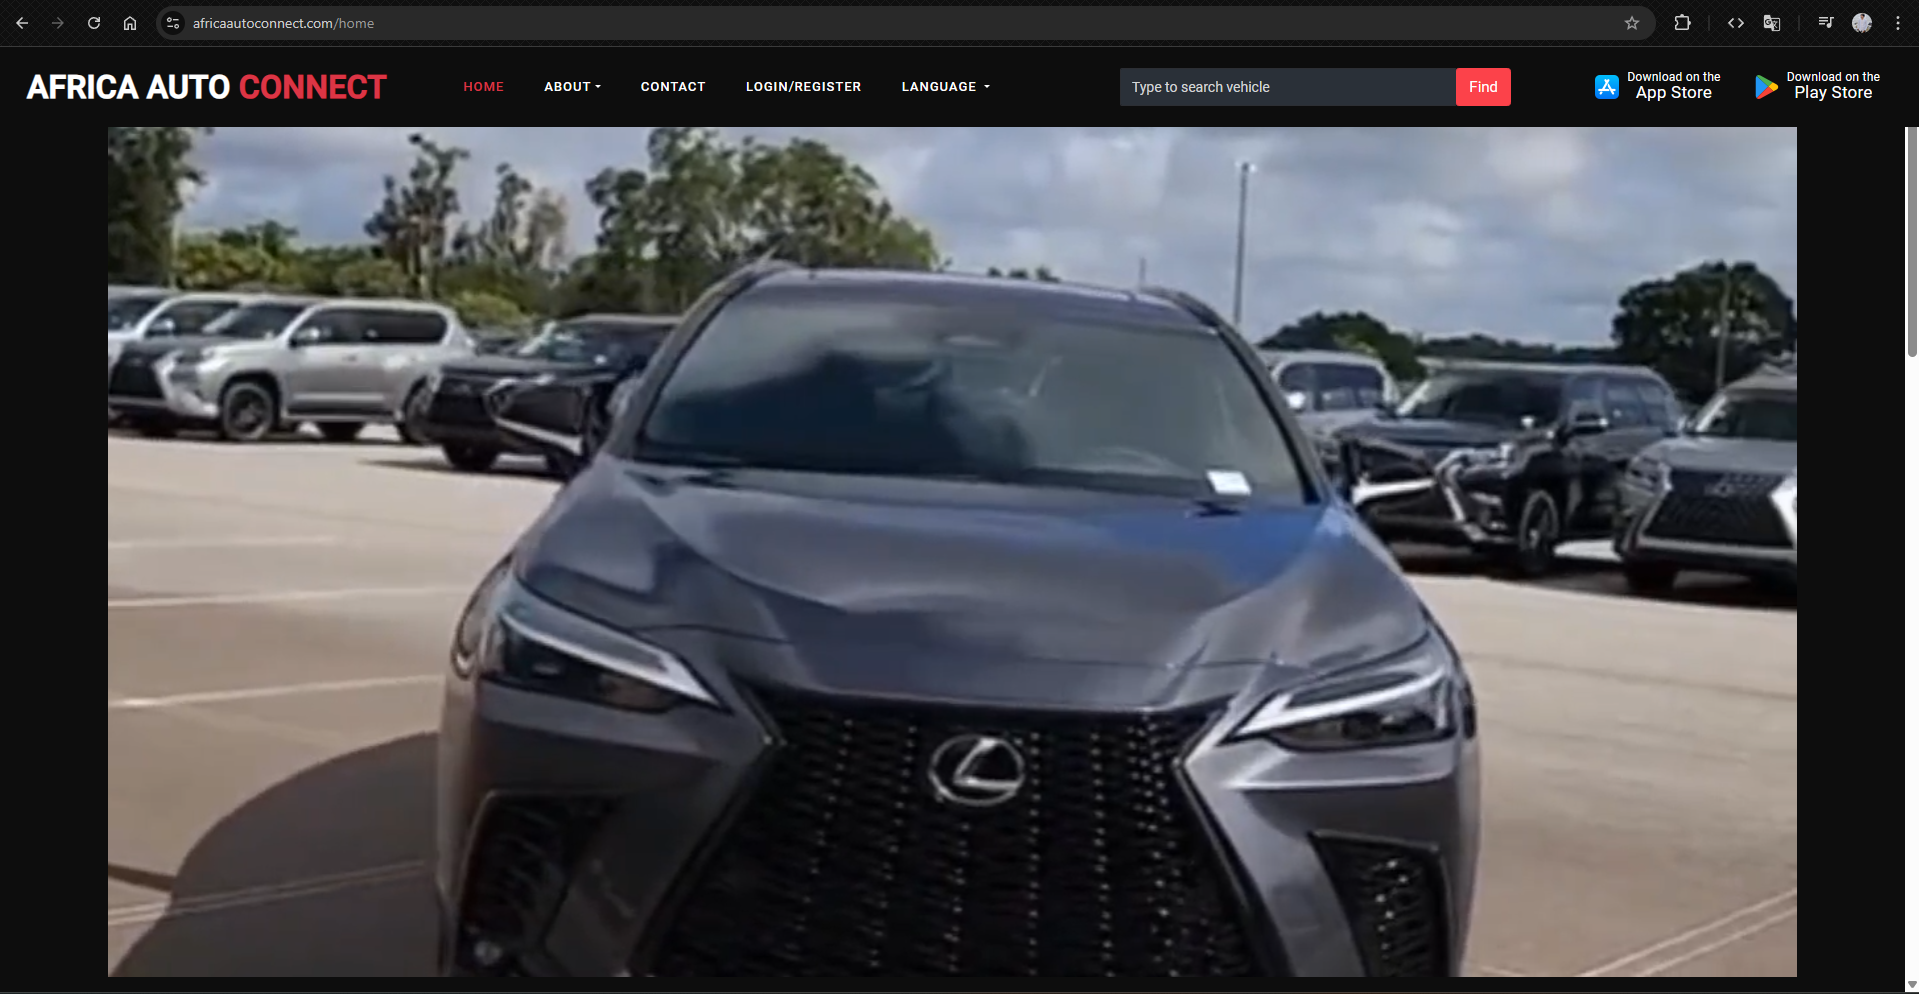 africaautoconnect.com/home
AFRICA AUTO CONNECT
HOME
ABOUT
CONTACT
LOGIN/REGISTER
LANGUAGE
Type to search vehicle
Find
Download on the
App Store
Download on the
Play Store